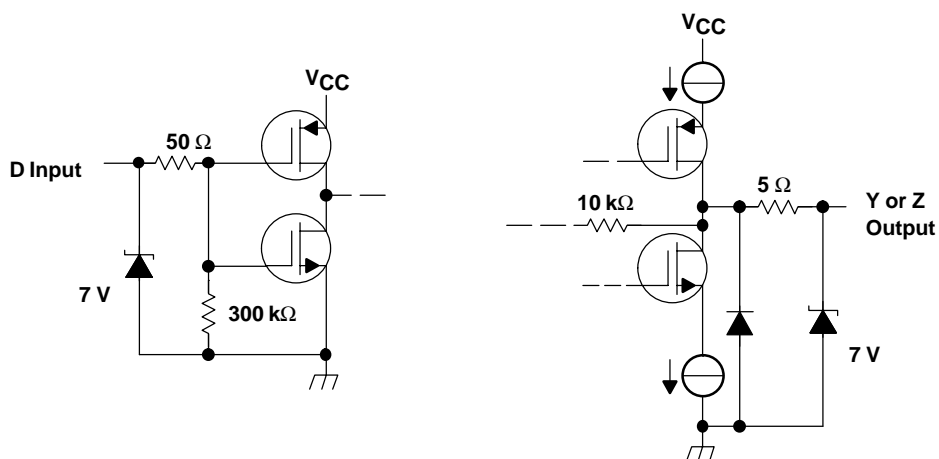 VCC
50 Ω
D Input
7 V
300 kΩ
VCC
10 kΩ
5 Ω
Y or Z
Output
7 V